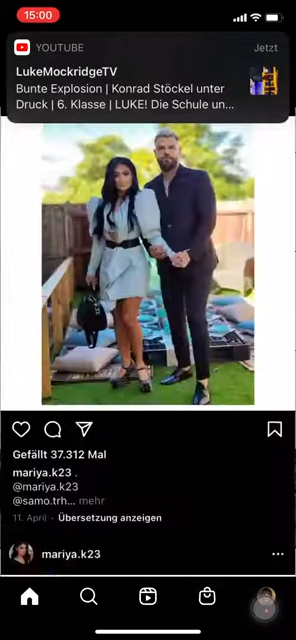 15:00
YOUTUBE
Jetzt
LukeMockridgeTV
Bunte Explosion | Konrad Stöckel unter
Druck | 6. Klasse | LUKE! Die Schule un...
Gefällt 37.312 Mal
mariya.k23 .
@mariya.k23
@samo.trh... mehr
11. April - Übersetzung anzeigen
mariya.k23